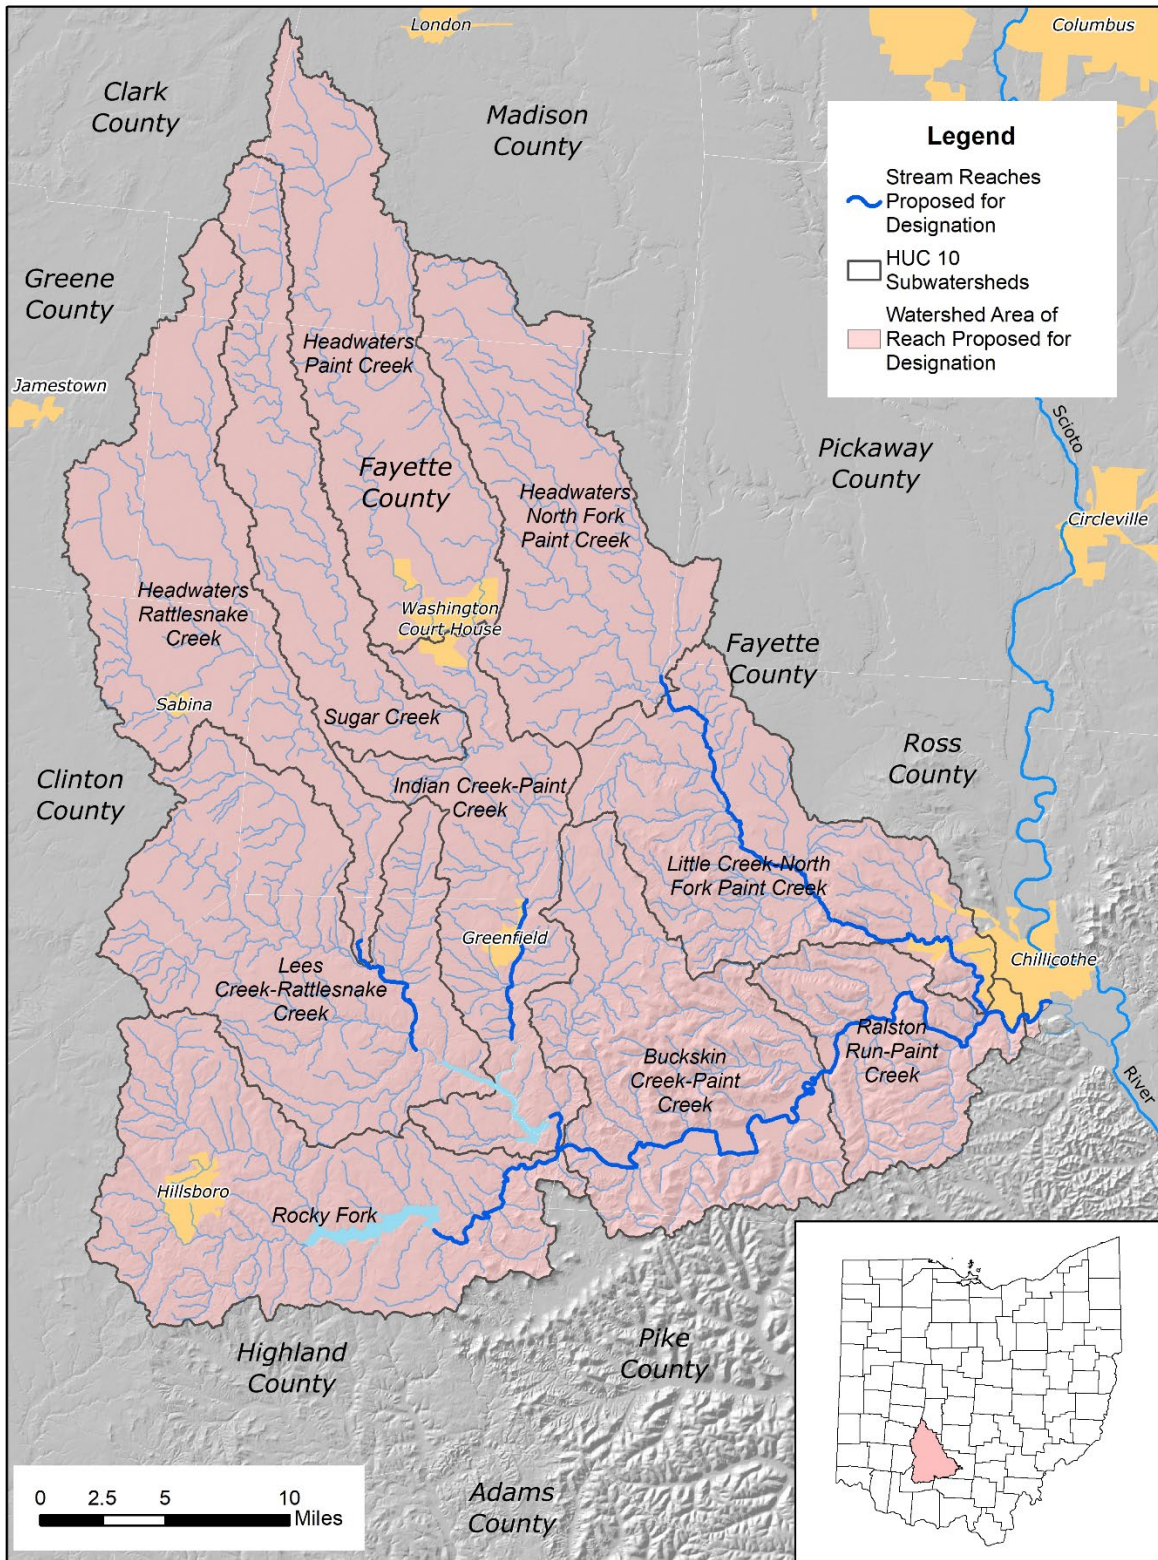 London
Columbus
Clark
County
Madison
County
Legend
Stream Reaches
Proposed for
Designation
HUC 10
Subwatersheds
Watershed Area of
Reach Proposed for
Designation
Greene
County
Headwaters
Paint Creek
Jamestown
Scioto
Pickaway
County
Fayette
County
Headwaters
North Fork
Paint Creek
Circleville
Headwaters
Rattlesnake
Creek
Washington
Court House
Fayette
County
Sabina
Sugar Creek
Ross
County
Clinton
County
Indian Creek-Paint
Creek
Little Creek-North
Fork Paint Creek
Greenfield
Chillicothe
Lees
Creek-Rattlesnake
Creek
Ralston
Run-Paint
Creek
Buckskin
Creek-Paint
Creek
River
Hillsboro
Rocky Fork
Highland
County
Pike
County
Adams
County
0 2.5 5 10
Miles